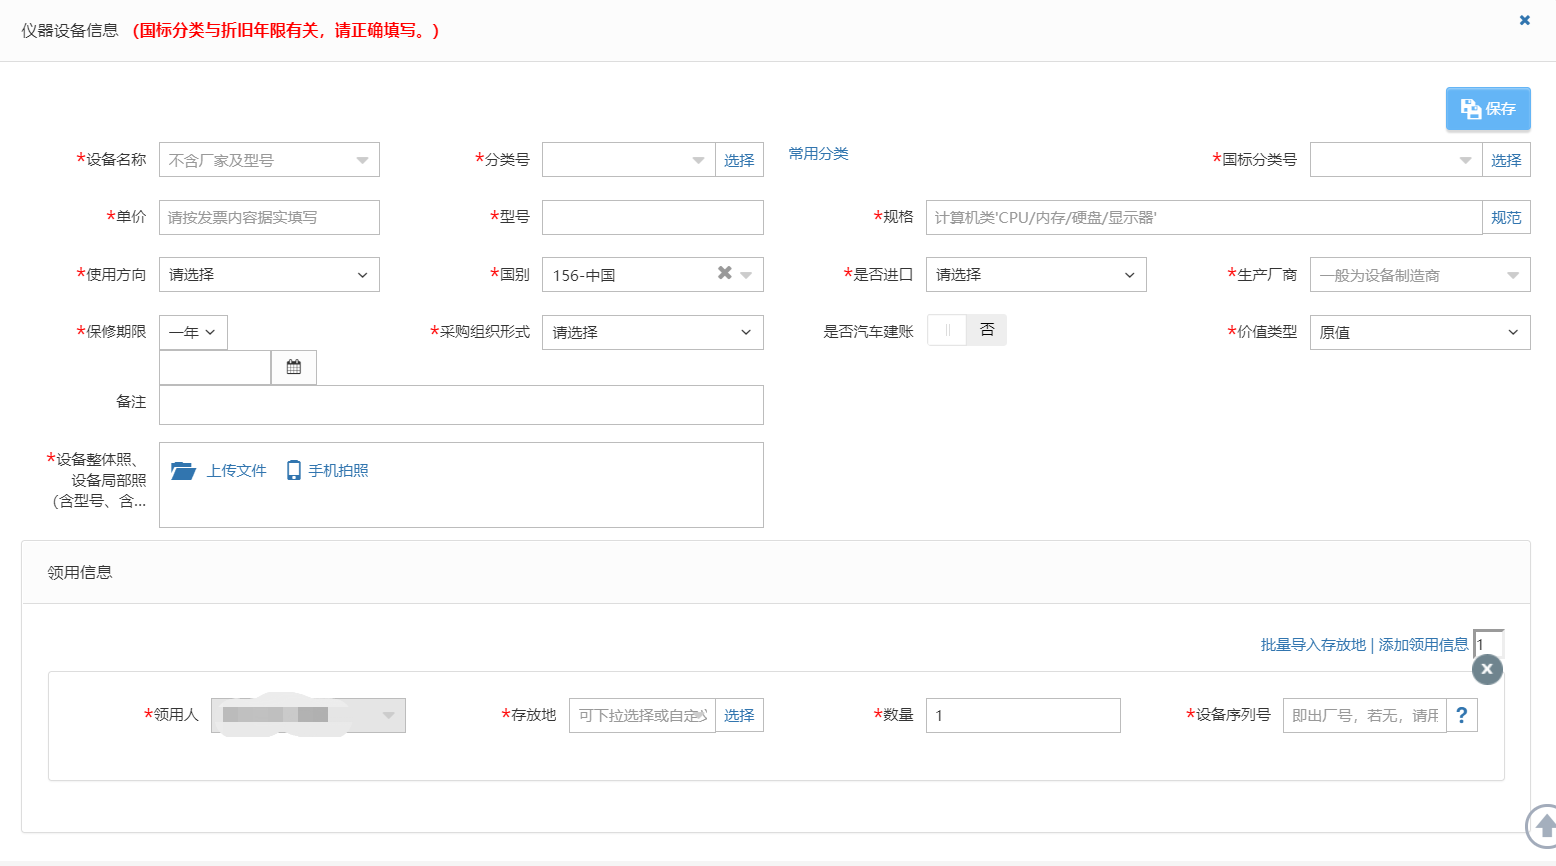 仪器设备信息 (国标分类与折旧年限有关，请正确填写。)
保存
*设备名称 不含厂家及型号 *分类号 选择 常用分类 *国标分类号 选择
*单价 请按发票内容据实填写 *型号 *规格 计算机类'CPU/内存/硬盘/显示器' 规范
*使用方向 请选择 *国别 156-中国 *是否进口 请选择 *生产厂商 一般为设备制造商
*保修期限 一年 *采购组织形式 请选择 是否汽车建账 否 *价值类型 原值
备注
*设备整体照、
设备局部照
(含型号、含...
上传文件 手机拍照
领用信息
批量导入存放地 | 添加领用信息 1
*领用人 *存放地 可下拉选择或自定义 选择 *数量 1 *设备序列号 即出厂号，若无，请用 ?